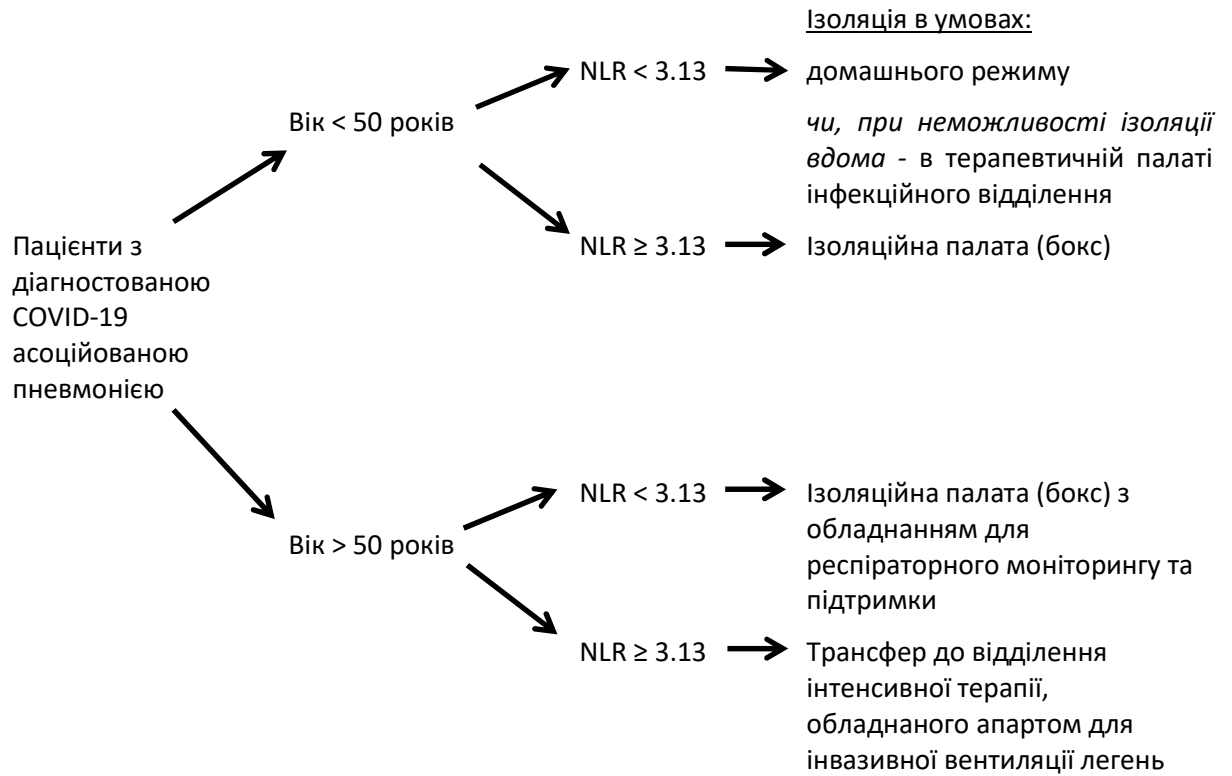 Ізоляція в умовах:
NLR < 3.13
домашнього режиму
Вік < 50 років
чи, при неможливості ізоляції
вдома - в терапевтичній палаті
інфекційного відділення
NLR ≥ 3.13
Ізоляційна палата (бокс)
Пацієнти з
діагностованою
COVID-19
асоційованою
пневмонією
Вік > 50 років
NLR < 3.13
Ізоляційна палата (бокс) з
обладнанням для
респіраторного моніторингу та
підтримки
NLR ≥ 3.13
Трансфер до відділення
інтенсивної терапії,
обладнаного апартом для
інвазивної вентиляції легень